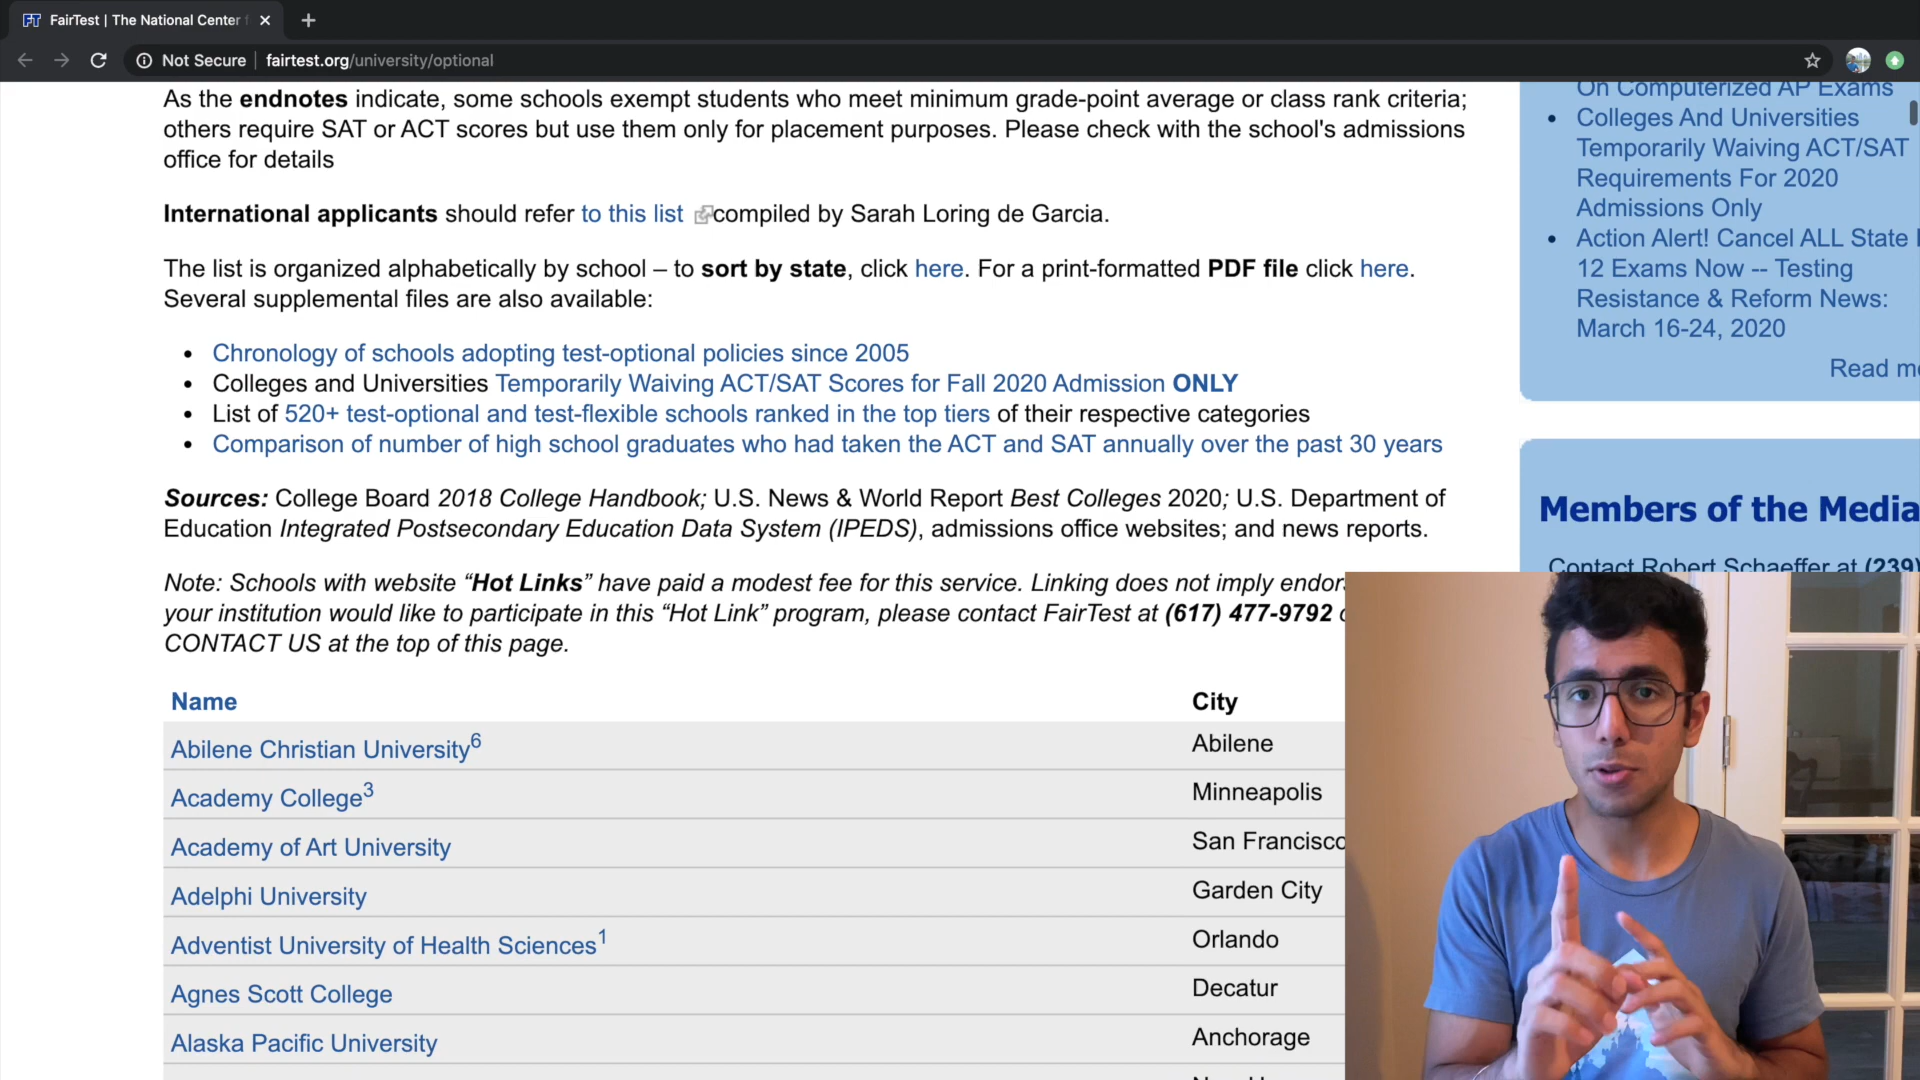 FT FairTest | The National Center f
Not Secure fairtest.org/university/optional
As the endnotes indicate, some schools exempt students who meet minimum grade-point average or class rank criteria;
others require SAT or ACT scores but use them only for placement purposes. Please check with the school's admissions
office for details
International applicants should refer to this list compiled by Sarah Loring de Garcia.
The list is organized alphabetically by school – to sort by state, click here. For a print-formatted PDF file click here.
Several supplemental files are also available:
• Chronology of schools adopting test-optional policies since 2005
• Colleges and Universities Temporarily Waiving ACT/SAT Scores for Fall 2020 Admission ONLY
• List of 520+ test-optional and test-flexible schools ranked in the top tiers of their respective categories
• Comparison of number of high school graduates who had taken the ACT and SAT annually over the past 30 years
Sources: College Board 2018 College Handbook; U.S. News & World Report Best Colleges 2020; U.S. Department of
Education Integrated Postsecondary Education Data System (IPEDS), admissions office websites; and news reports.
Note: Schools with website “Hot Links” have paid a modest fee for this service. Linking does not imply
your institution would like to participate in this “Hot Link” program, please contact FairTest at (617) 477-9792
CONTACT US at the top of this page.
Name City
Abilene Christian University6 Abilene
Academy College3 Minneapolis
Academy of Art University San Francisco
Adelphi University Garden City
Adventist University of Health Sciences1 Orlando
Agnes Scott College Decatur
Alaska Pacific University Anchorage
On Computerized AP Exams
• Colleges And Universities
Temporarily Waiving ACT/SAT
Requirements For 2020
Admissions Only
• Action Alert! Cancel ALL State
12 Exams Now -- Testing
Resistance & Reform News:
March 16-24, 2020
Read
Members of the Media
Contact Robert Schaeffer at (239)